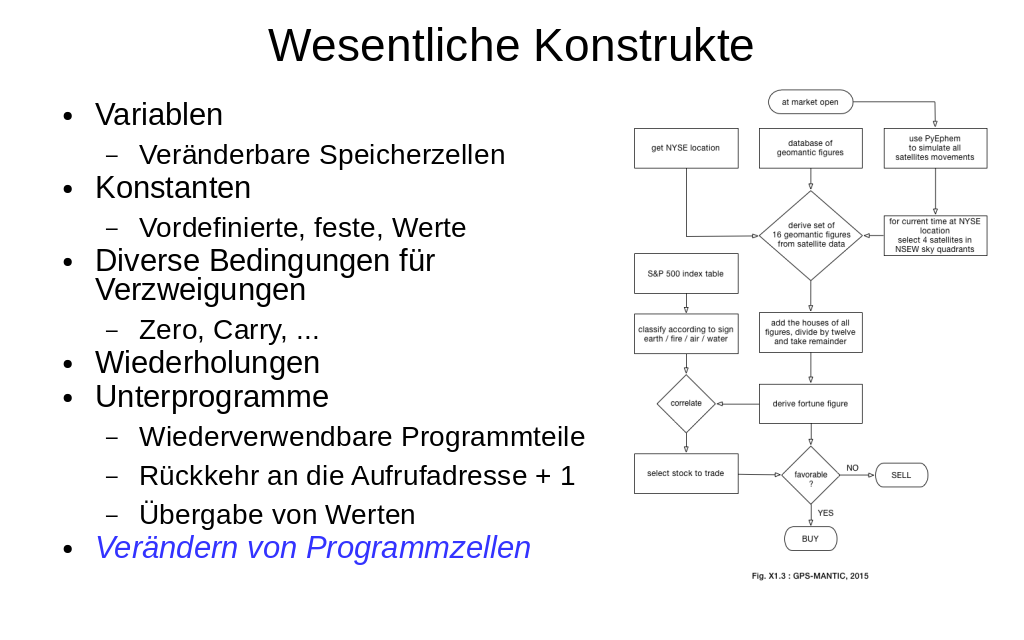 Wesentliche Konstrukte
• Variablen
– Veränderbare Speicherzellen
• Konstanten
– Vordefinierte, feste, Werte
• Diverse Bedingungen für
Verzweigungen
– Zero, Carry, ...
• Wiederholungen
• Unterprogramme
– Wiederverwendbare Programmteile
– Rückkehr an die Aufrufadresse + 1
– Übergabe von Werten
• Verändern von Programmzellen
at market open
get NYSE location
database of
geomantic figures
use PyEphem
to simulate all
satellites movements
derive set of
16 geomantic figures
from satellite data
for current time at NYSE
location
select 4 satellites in
NSEW sky quadrants
S&P 500 index table
classify according to sign
earth / fire / air / water
add the houses of all
figures, divide by twelve
and take remainder
correlate
derive fortune figure
select stock to trade
favorable
?
NO
SELL
YES
BUY
Fig. X1.3 : GPS-MANTIC, 2015